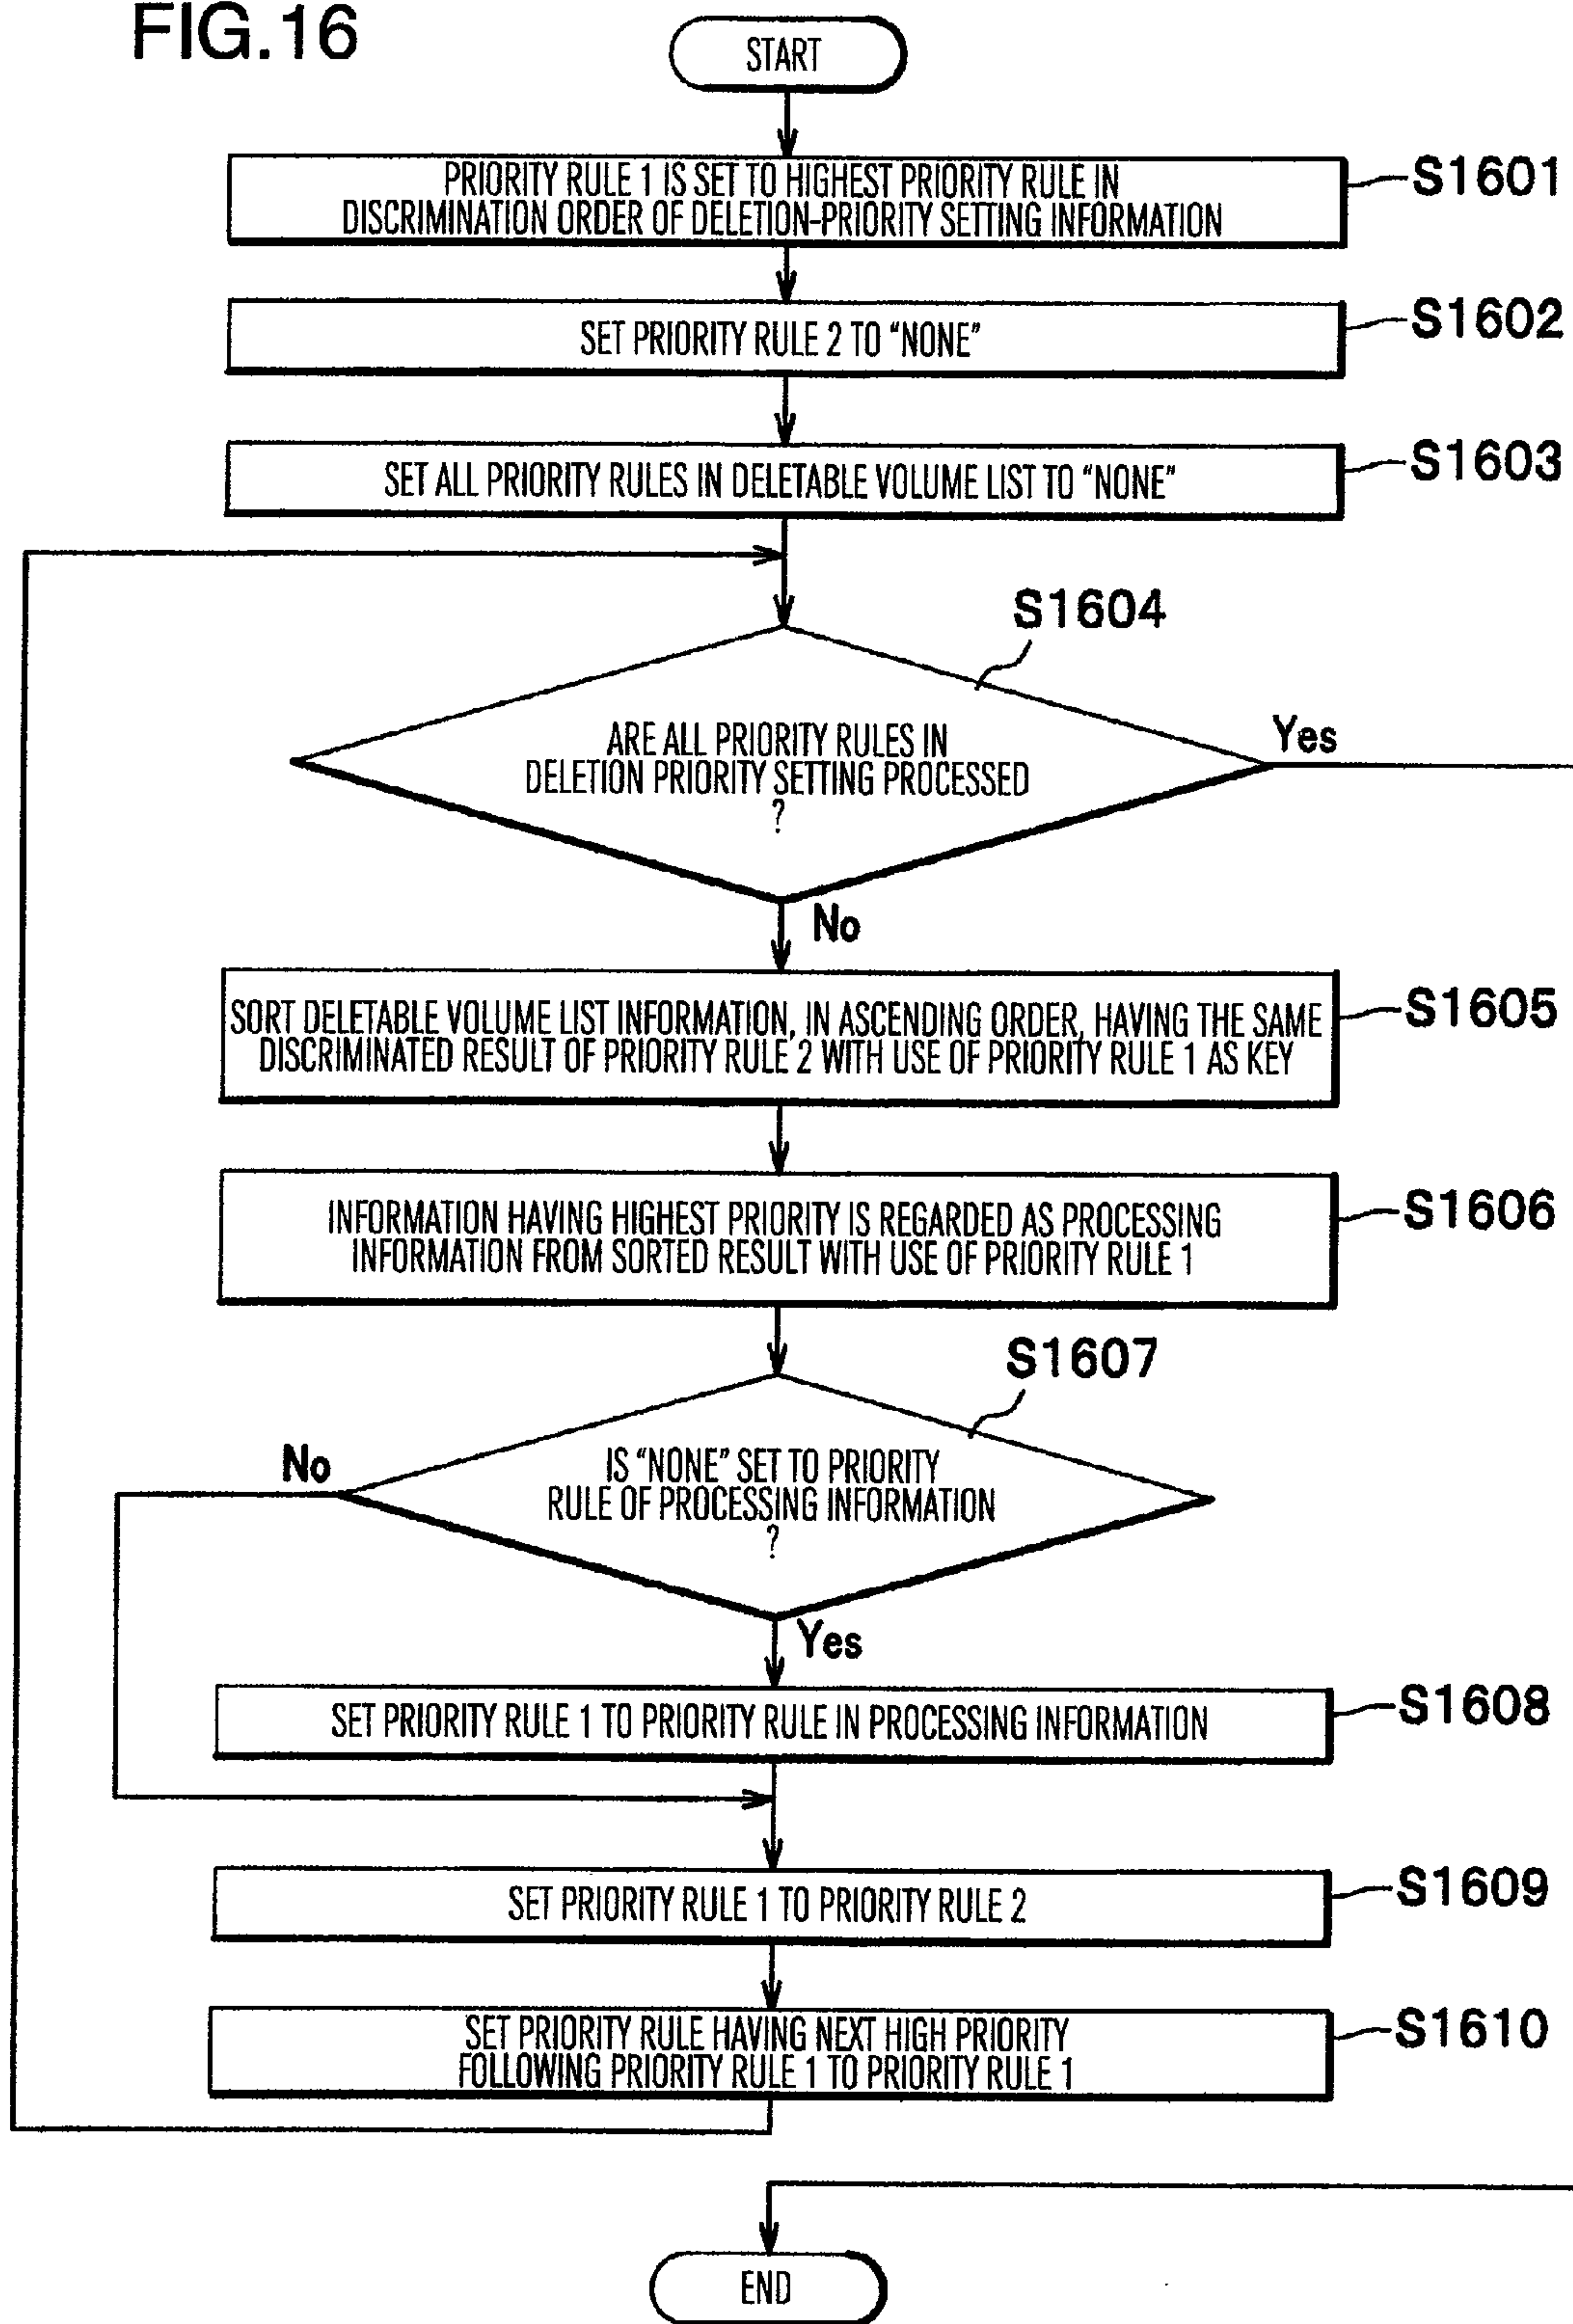 FIG.16
START
PRIORITY RULE 1 IS SET TO HIGHEST PRIORITY RULE IN
DISCRIMINATION ORDER OF DELETION-PRIORITY SETTING INFORMATION
S1601
SET PRIORITY RULE 2 TO “NONE”
S1602
SET ALL PRIORITY RULES IN DELETABLE VOLUME LIST TO “NONE”
S1603
S1604
ARE ALL PRIORITY RULES IN
DELETION PRIORITY SETTING PROCESSED
?
Yes
No
SORT DELETABLE VOLUME LIST INFORMATION, IN ASCENDING ORDER, HAVING THE SAME
DISCRIMINATED RESULT OF PRIORITY RULE 2 WITH USE OF PRIORITY RULE 1 AS KEY
S1605
INFORMATION HAVING HIGHEST PRIORITY IS REGARDED AS PROCESSING
INFORMATION FROM SORTED RESULT WITH USE OF PRIORITY RULE 1
S1606
S1607
IS “NONE” SET TO PRIORITY
RULE OF PROCESSING INFORMATION
?
No
Yes
SET PRIORITY RULE 1 TO PRIORITY RULE IN PROCESSING INFORMATION
S1608
SET PRIORITY RULE 1 TO PRIORITY RULE 2
S1609
SET PRIORITY RULE HAVING NEXT HIGH PRIORITY
FOLLOWING PRIORITY RULE 1 TO PRIORITY RULE 1
S1610
END